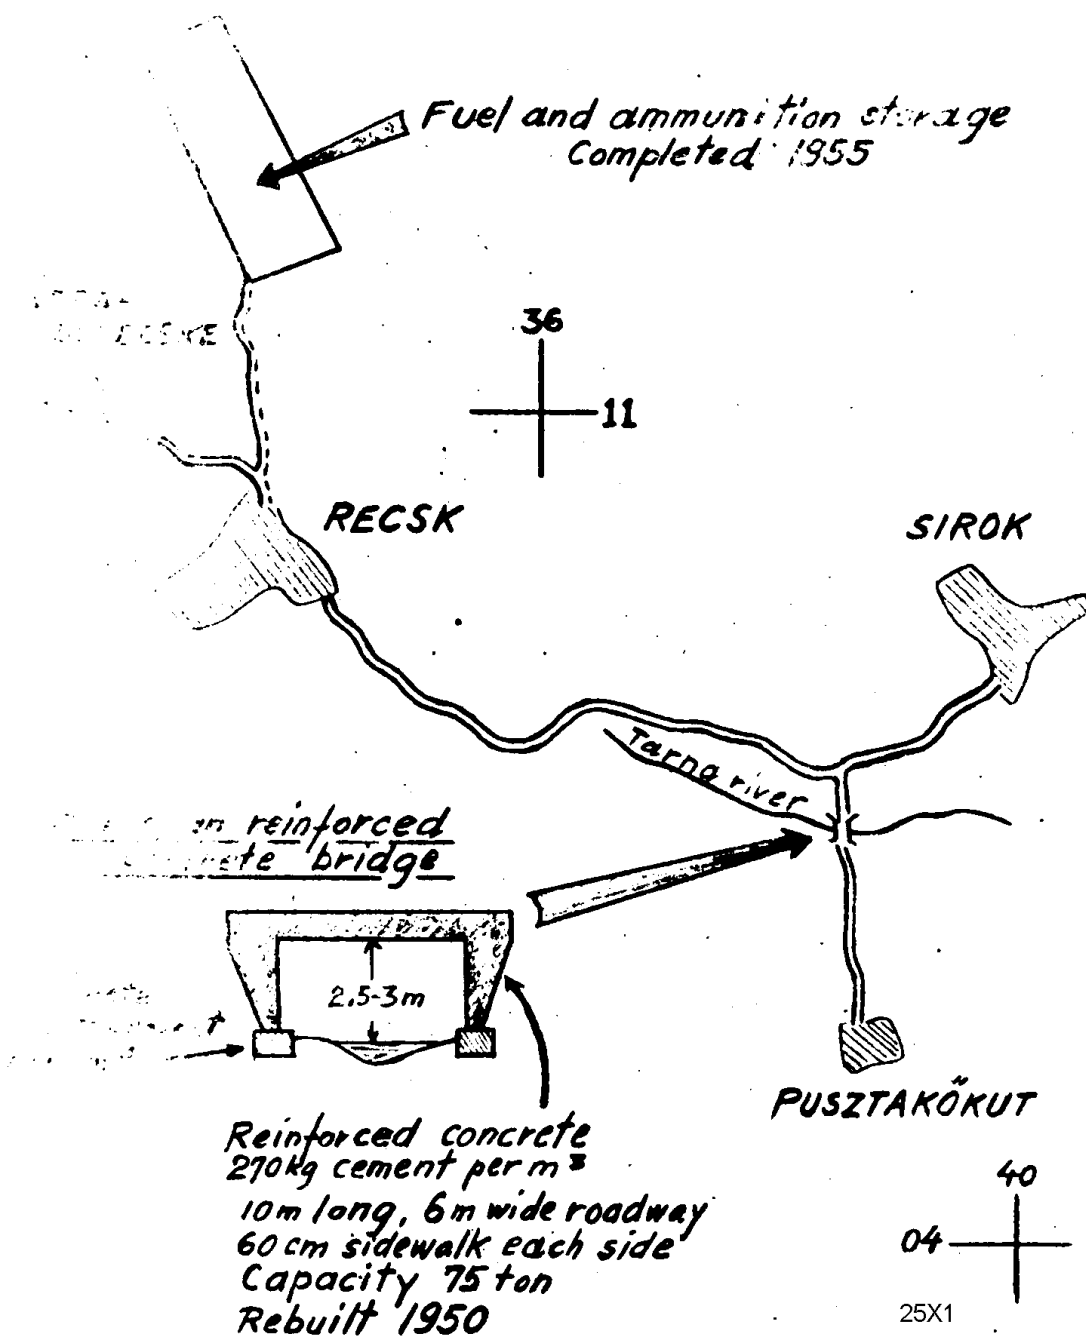 Fuel and ammunition storage
Completed 1955
36
11
RECSK
SIROK
Tarna river
reinforced
bridge
2.5-3m
PUSZTAKŐKUT
Reinforced concrete
270kg cement per m³
10m long, 6m wide roadway
60 cm sidewalk each side
Capacity 75 ton
Rebuilt 1950
40
04
25X1